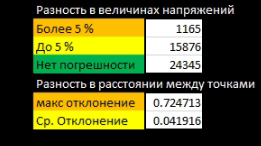 Разность в величинах напряжений
Более 5 % 1165
До 5 % 15876
Нет погрешности 24345
Разность в расстоянии между точками
макс отклонение 0.724713
Ср. Отклонение 0.041916